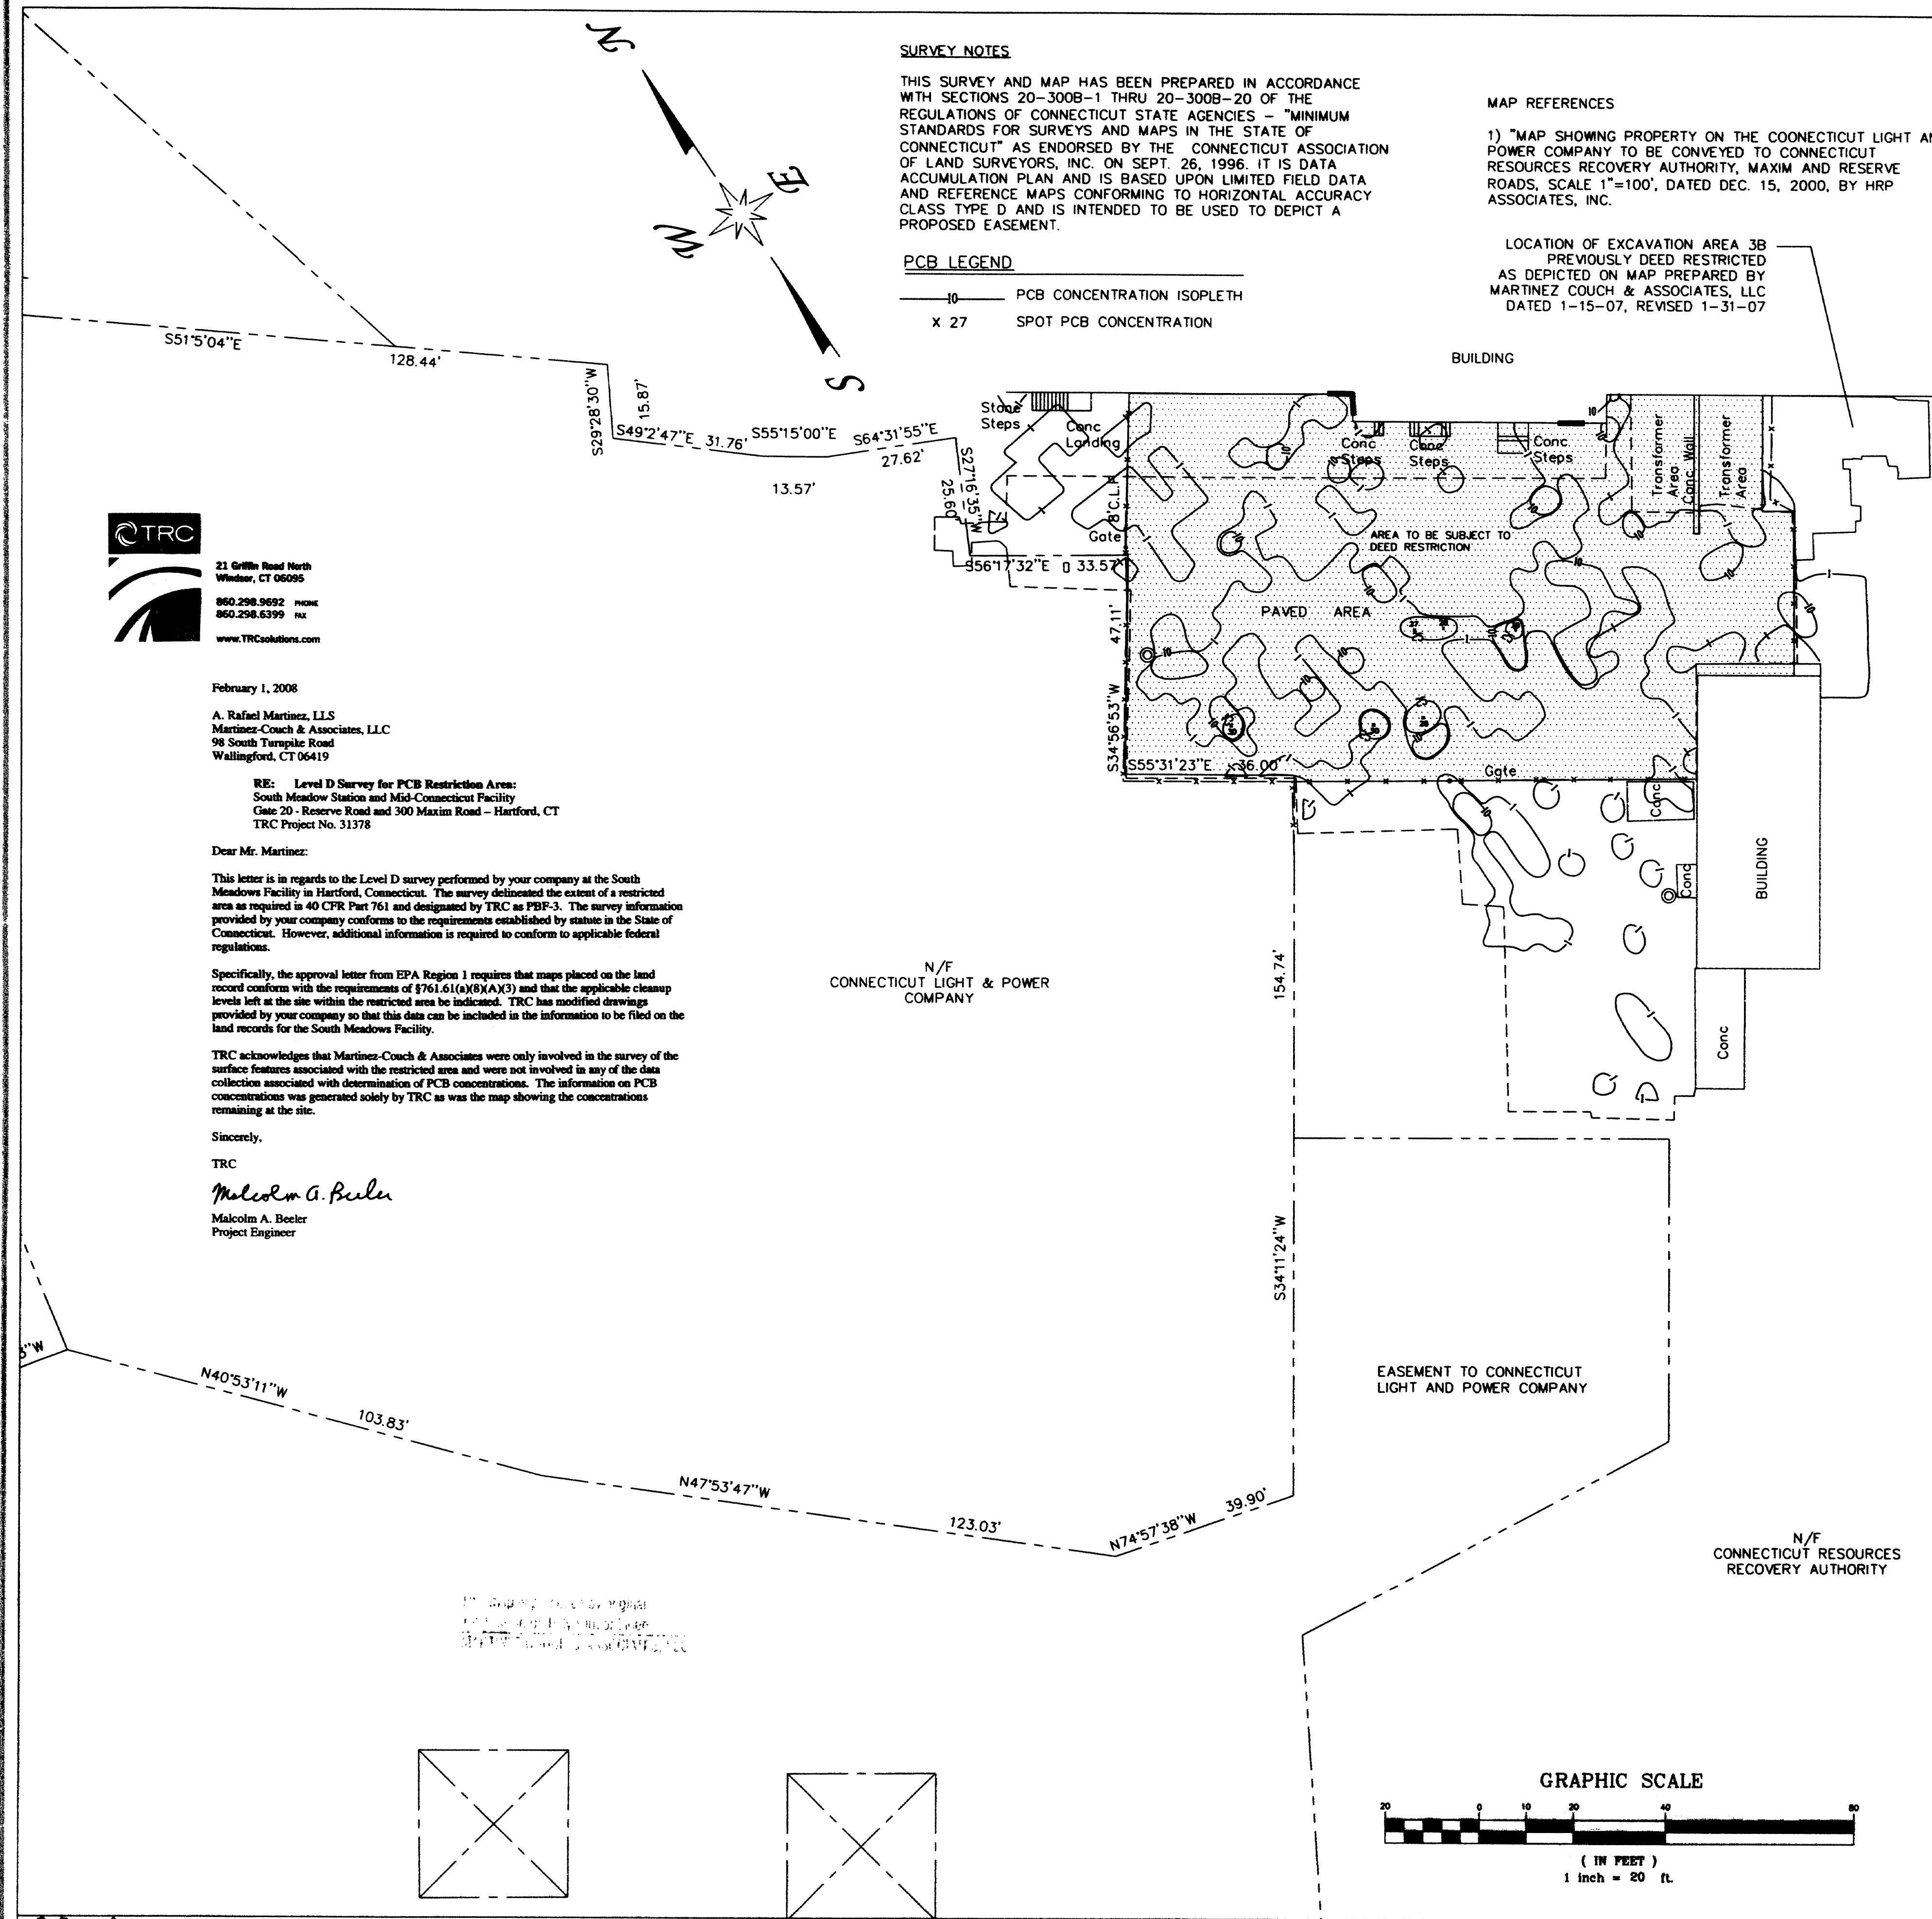 SURVEY NOTES
THIS SURVEY AND MAP HAS BEEN PREPARED IN ACCORDANCE
WITH SECTIONS 20-300B-1 THRU 20-300B-20 OF THE
REGULATIONS OF CONNECTICUT STATE AGENCIES - "MINIMUM
STANDARDS FOR SURVEYS AND MAPS IN THE STATE OF
CONNECTICUT" AS ENDORSED BY THE CONNECTICUT ASSOCIATION
OF LAND SURVEYORS, INC. ON SEPT. 26, 1996. IT IS DATA
ACCUMULATION PLAN AND IS BASED UPON LIMITED FIELD DATA
AND REFERENCE MAPS CONFORMING TO HORIZONTAL ACCURACY
CLASS TYPE D AND IS INTENDED TO BE USED TO DEPICT A
PROPOSED EASEMENT.
PCB LEGEND
10 PCB CONCENTRATION ISOPLETH
X 27 SPOT PCB CONCENTRATION
MAP REFERENCES
1) "MAP SHOWING PROPERTY ON THE COONECTICUT LIGHT
POWER COMPANY TO BE CONVEYED TO CONNECTICUT
RESOURCES RECOVERY AUTHORITY, MAXIM AND RESERVE
ROADS, SCALE 1"=100', DATED DEC. 15, 2000, BY HRP
ASSOCIATES, INC.
LOCATION OF EXCAVATION AREA 3B
PREVIOUSLY DEED RESTRICTED
AS DEPICTED ON MAP PREPARED BY
MARTINEZ COUCH & ASSOCIATES, LLC
DATED 1-15-07, REVISED 1-31-07
N
E
W
S
BUILDING
S51°5'04"E
128.44'
S29°28'30"W
15.87'
S49°2'47"E 31.76'
S55°15'00"E
13.57'
S64°31'55"E
27.62'
S27°16'35"W
25.60'
Stone
Steps
Conc
Landing
8'C.L.F.
Gate
S56°17'32"E 33.57'
Conc
Steps
Conc
Steps
Conc
Steps
Transformer
Area
Conc Wall
Transformer
Area
AREA TO BE SUBJECT TO
DEED RESTRICTION
PAVED AREA
47.11'
S34°56'53"W
S55°31'23"E 36.00'
Gate
Conc
Conc
BUILDING
Conc
TRC
21 Griffin Road North
Windsor, CT 06095
860.298.9692 PHONE
860.298.6399 FAX
www.TRCsolutions.com
February 1, 2008
A. Rafael Martinez, LLS
Martinez-Couch & Associates, LLC
98 South Turnpike Road
Wallingford, CT 06419
RE: Level D Survey for PCB Restriction Area:
South Meadow Station and Mid-Connecticut Facility
Gate 20 - Reserve Road and 300 Maxim Road – Hartford, CT
TRC Project No. 31378
Dear Mr. Martinez:
This letter is in regards to the Level D survey performed by your company at the South
Meadows Facility in Hartford, Connecticut. The survey delineated the extent of a restricted
area as required in 40 CFR Part 761 and designated by TRC as PBF-3. The survey information
provided by your company conforms to the requirements established by statute in the State of
Connecticut. However, additional information is required to conform to applicable federal
regulations.
Specifically, the approval letter from EPA Region 1 requires that maps placed on the land
record conform with the requirements of §761.61(a)(8)(A)(3) and that the applicable cleanup
levels left at the site within the restricted area be indicated. TRC has modified drawings
provided by your company so that this data can be included in the information to be filed on the
land records for the South Meadows Facility.
TRC acknowledges that Martinez-Couch & Associates were only involved in the survey of the
surface features associated with the restricted area and were not involved in any of the data
collection associated with determination of PCB concentrations. The information on PCB
concentrations was generated solely by TRC as was the map showing the concentrations
remaining at the site.
Sincerely,
TRC
Malcolm A. Beeler
Malcolm A. Beeler
Project Engineer
N/F
CONNECTICUT LIGHT & POWER
COMPANY
154.74'
S34°11'24"W
EASEMENT TO CONNECTICUT
LIGHT AND POWER COMPANY
3"W
N40°53'11"W
103.83'
N47°53'47"W
123.03'
N74°57'38"W 39.90'
N/F
CONNECTICUT RESOURCES
RECOVERY AUTHORITY
GRAPHIC SCALE
20 0 10 20 40 80
( IN FEET )
1 inch = 20 ft.